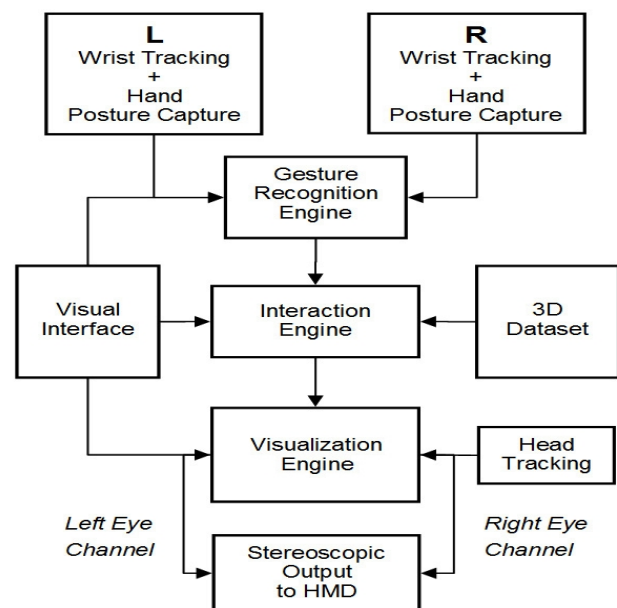 L
Wrist Tracking
+
Hand
Posture Capture
R
Wrist Tracking
+
Hand
Posture Capture
Gesture
Recognition
Engine
Visual
Interface
Interaction
Engine
3D
Dataset
Visualization
Engine
Head
Tracking
Left Eye
Channel
Right Eye
Channel
Stereoscopic
Output
to HMD